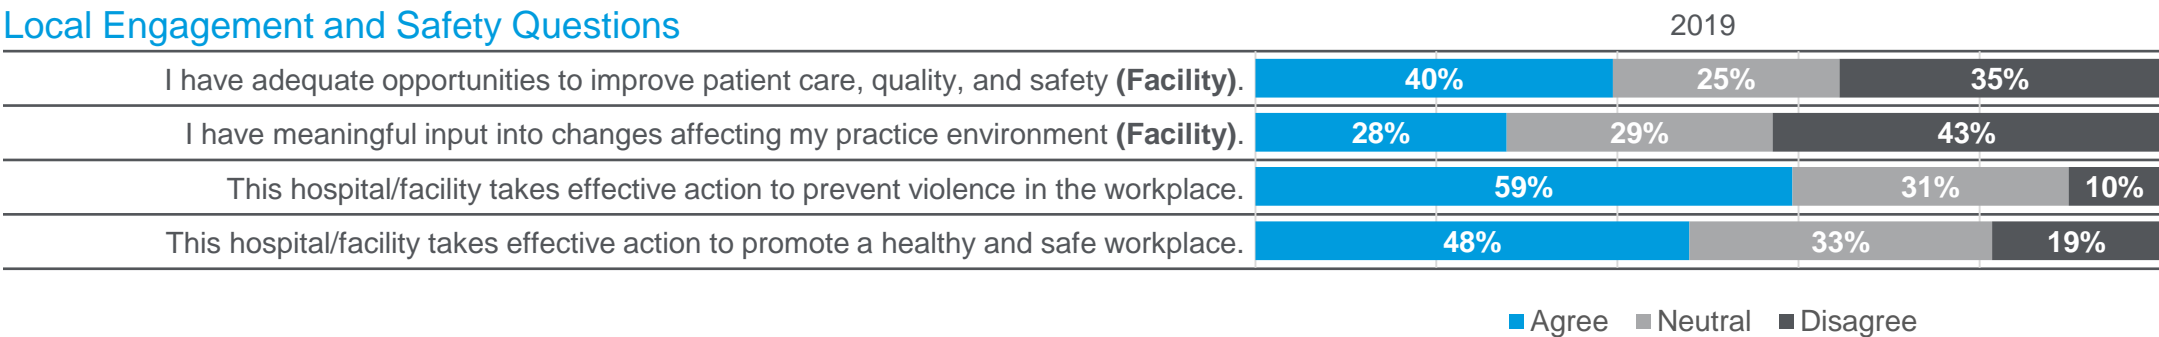 Local Engagement and Safety Questions 2019
I have adequate opportunities to improve patient care, quality, and safety (Facility). 40% 25% 35%
I have meaningful input into changes affecting my practice environment (Facility). 28% 29% 43%
This hospital/facility takes effective action to prevent violence in the workplace. 59% 31% 10%
This hospital/facility takes effective action to promote a healthy and safe workplace. 48% 33% 19%
Agree Neutral Disagree